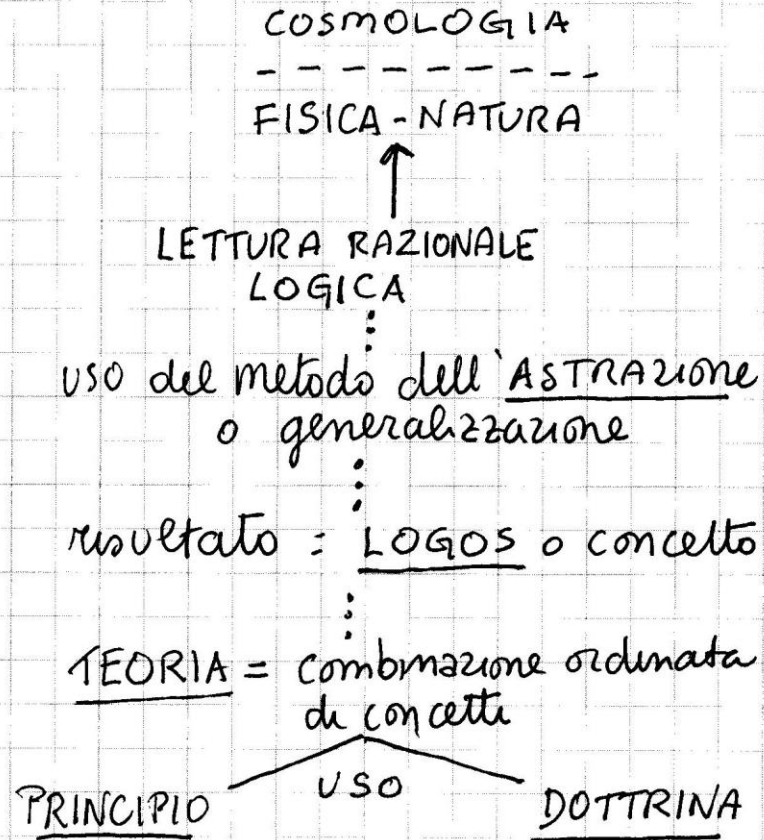 COSMOLOGIA
FISICA - NATURA
LETTURA RAZIONALE
LOGICA
USO del metodo dell'ASTRAZIONE
o generalizzazione
risultato : LOGOS o concetto
TEORIA = combinazione ordinata
di concetti
USO
PRINCIPIO DOTTRINA